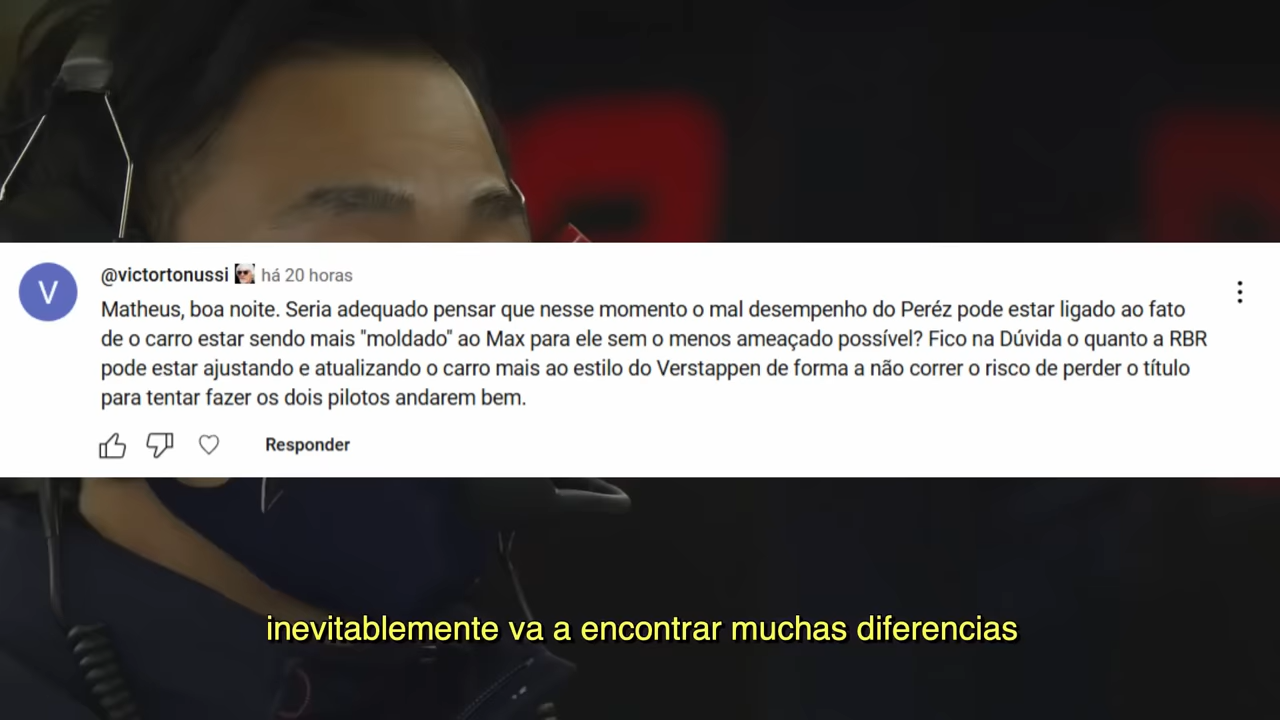 V
@victortonussi há 20 horas
Matheus, boa noite. Seria adequado pensar que nesse momento o mal desempenho do Peréz pode estar ligado ao fato
de o carro estar sendo mais "moldado" ao Max para ele sem o menos ameaçado possível? Fico na Dúvida o quanto a RBR
pode estar ajustando e atualizando o carro mais ao estilo do Verstappen de forma a não correr o risco de perder o título
para tentar fazer os dois pilotos andarem bem.
Responder
inevitablemente va a encontrar muchas diferencias